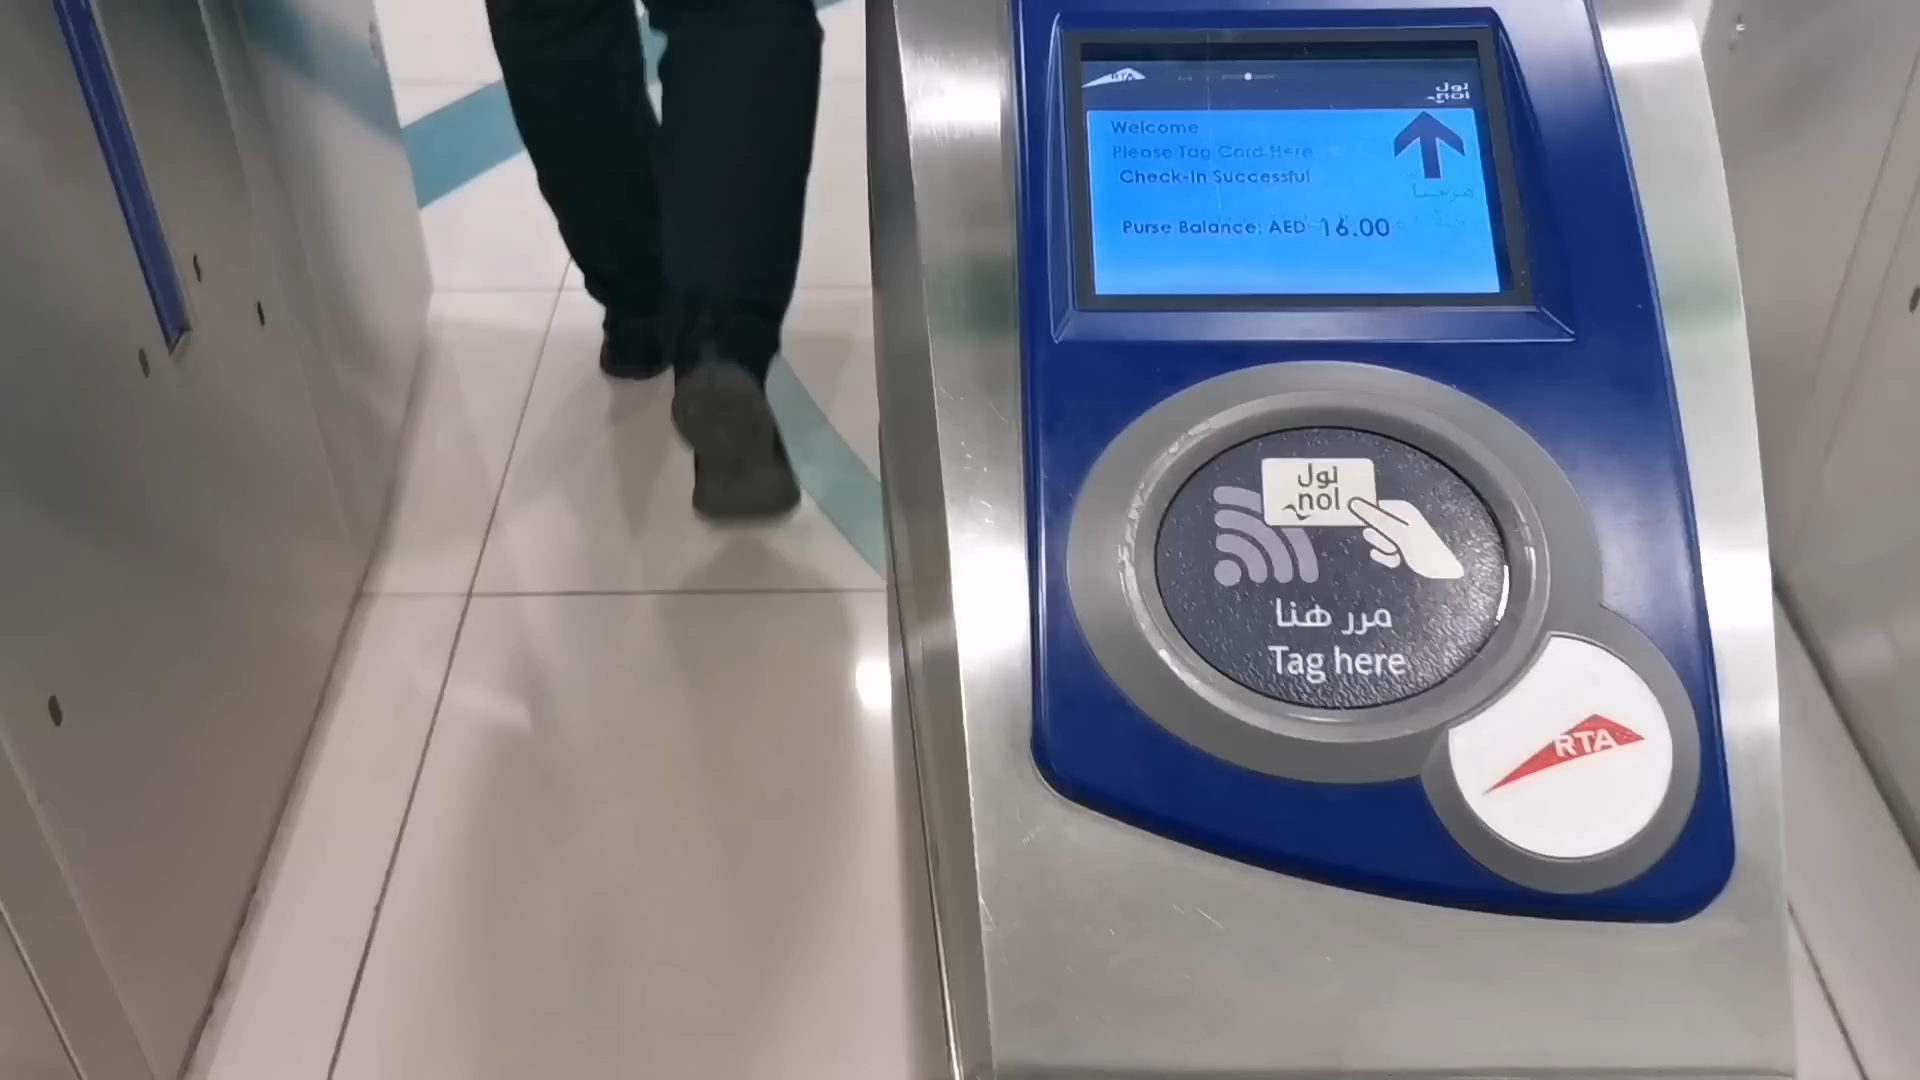 RTA
نول
nol
Welcome
Please Tag Card Here
Check-In Successful
Purse Balance: AED 16.00
نول
nol
مرر هنا
Tag here
RTA